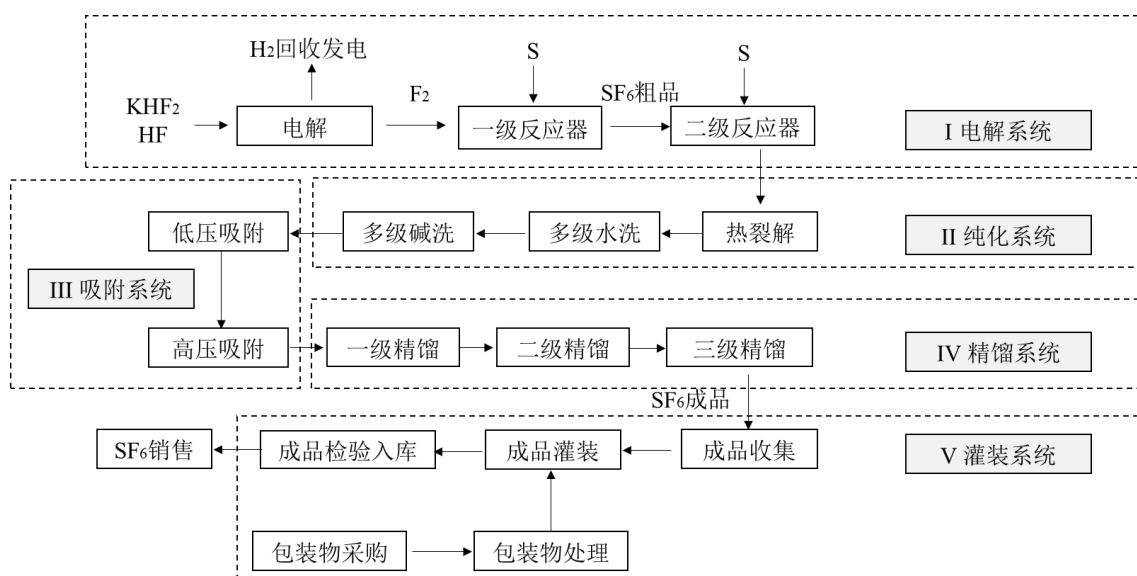 H₂回收发电
S
S
KHF₂
HF
电解
F₂
一级反应器
SF₆粗品
二级反应器
I 电解系统
低压吸附
多级碱洗
多级水洗
热裂解
II 纯化系统
III 吸附系统
高压吸附
一级精馏
二级精馏
三级精馏
IV 精馏系统
SF₆成品
SF₆销售
成品检验入库
成品灌装
成品收集
V 灌装系统
包装物采购
包装物处理